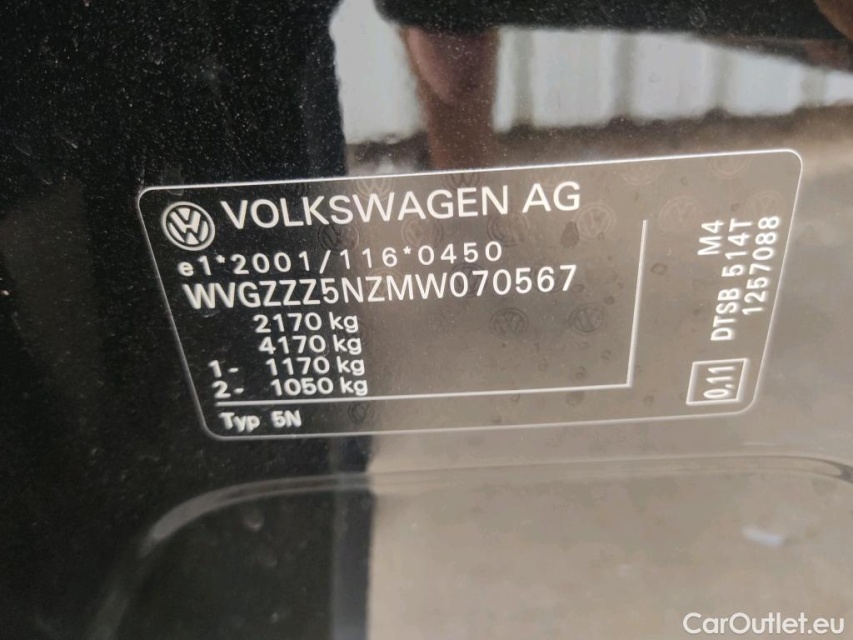 VOLKSWAGEN AG
e1*2001/116*0450
WVGZZZ5NZMW070567
2170 kg
4170 kg
1- 1170 kg
2- 1050 kg
Typ 5N
M4
DTSB 514T
1257088
0,11
CarOutlet.eu